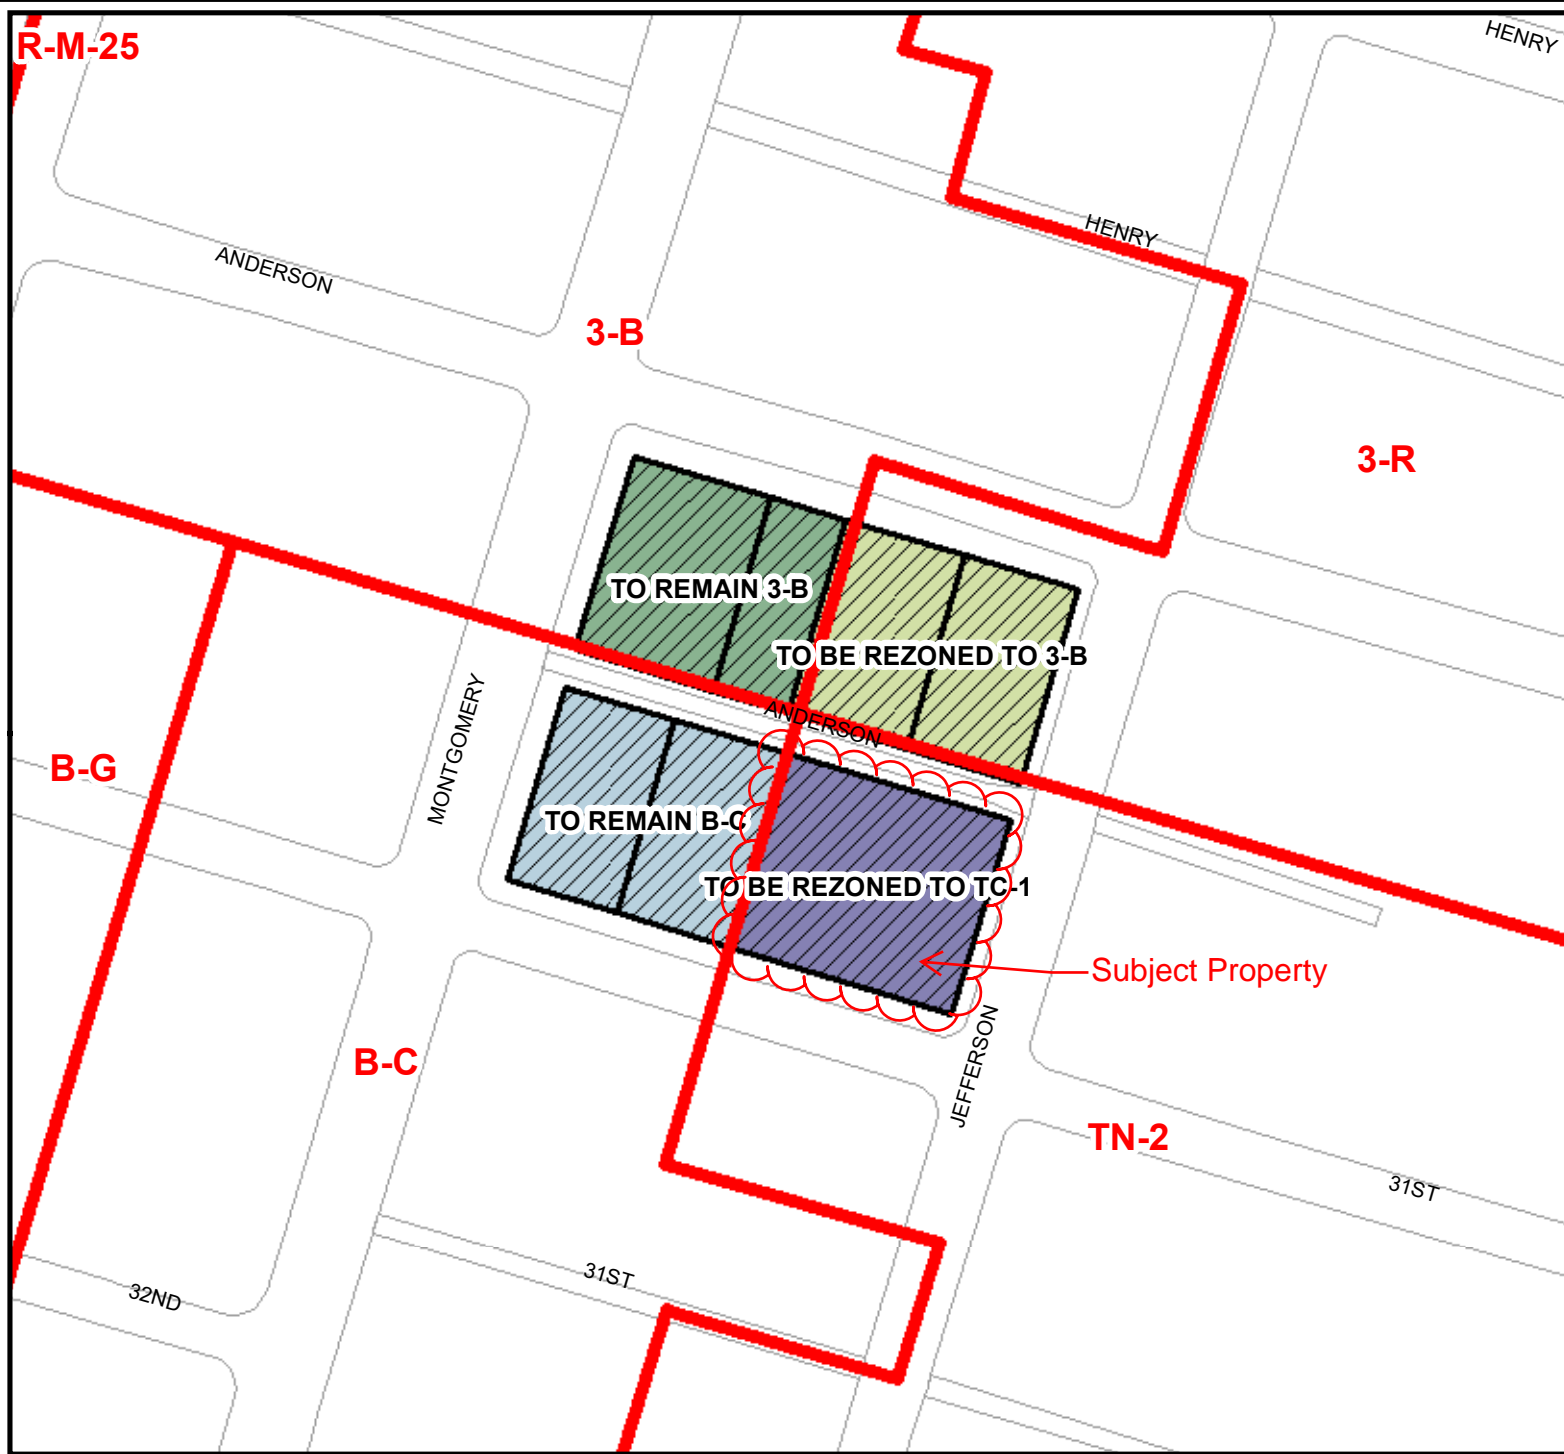 R-M-25
HENRY
HENRY
ANDERSON
3-B
3-R
TO REMAIN 3-B
TO BE REZONED TO 3-B
ANDERSON
MONTGOMERY
B-G
TO REMAIN B-C
TO BE REZONED TO TC-1
Subject Property
JEFFERSON
B-C
TN-2
31ST
31ST
32ND